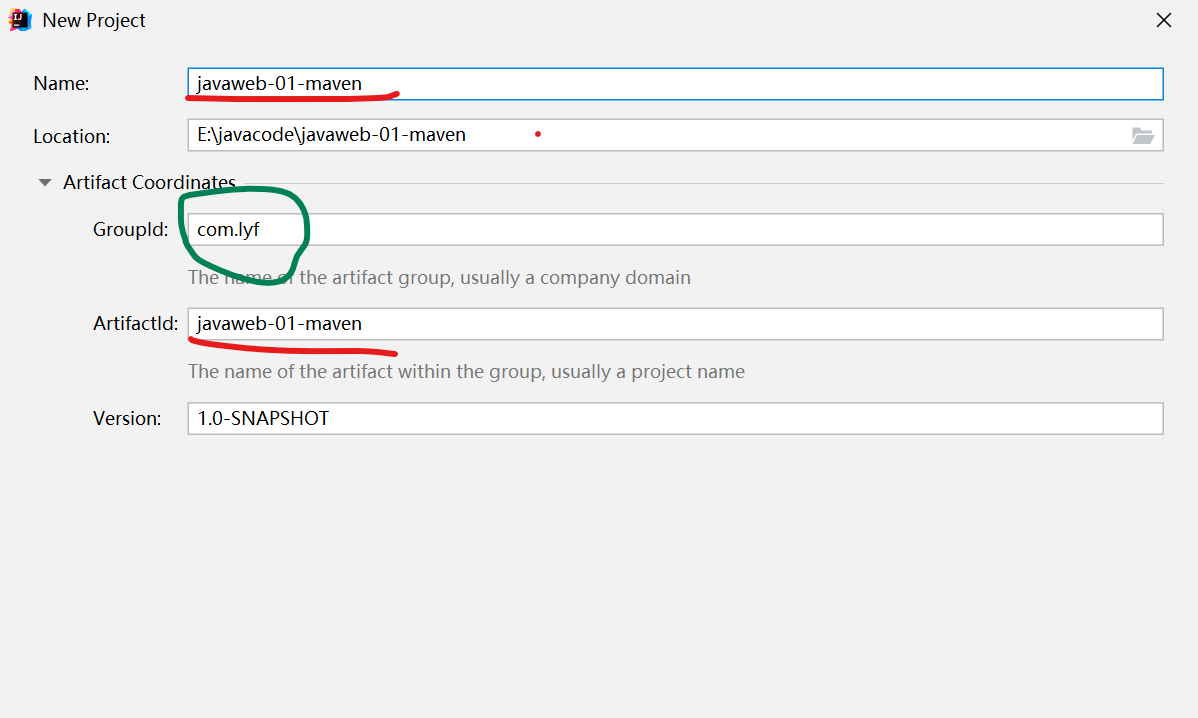 New Project
Name: javaweb-01-maven
Location: E:\javacode\javaweb-01-maven
Artifact Coordinates
GroupId: com.lyf
The name of the artifact group, usually a company domain
ArtifactId: javaweb-01-maven
The name of the artifact within the group, usually a project name
Version: 1.0-SNAPSHOT